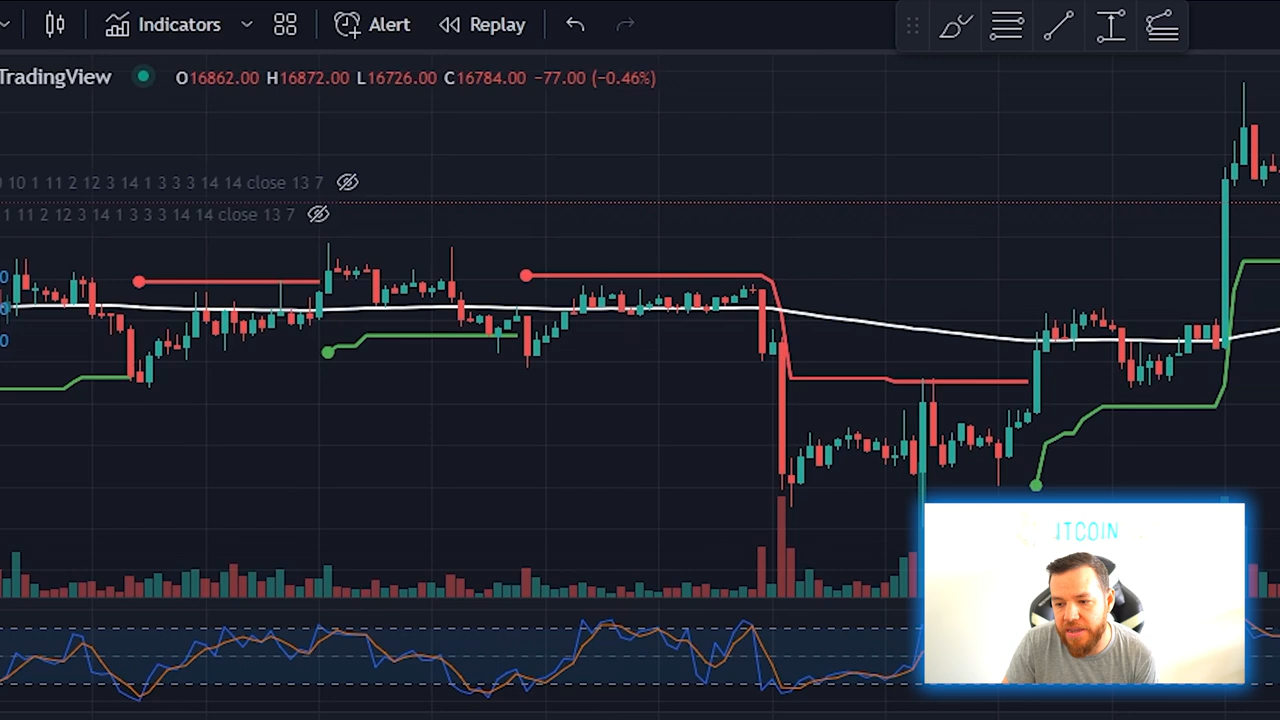 Indicators Alert Replay
TradingView O16862.00 H16872.00 L16726.00 C16784.00 −77.00 (−0.46%)
10 1 11 2 12 3 14 1 3 3 3 14 14 close 13 7
1 11 2 12 3 14 1 3 3 3 14 14 close 13 7
0
0
0
ITCOIN